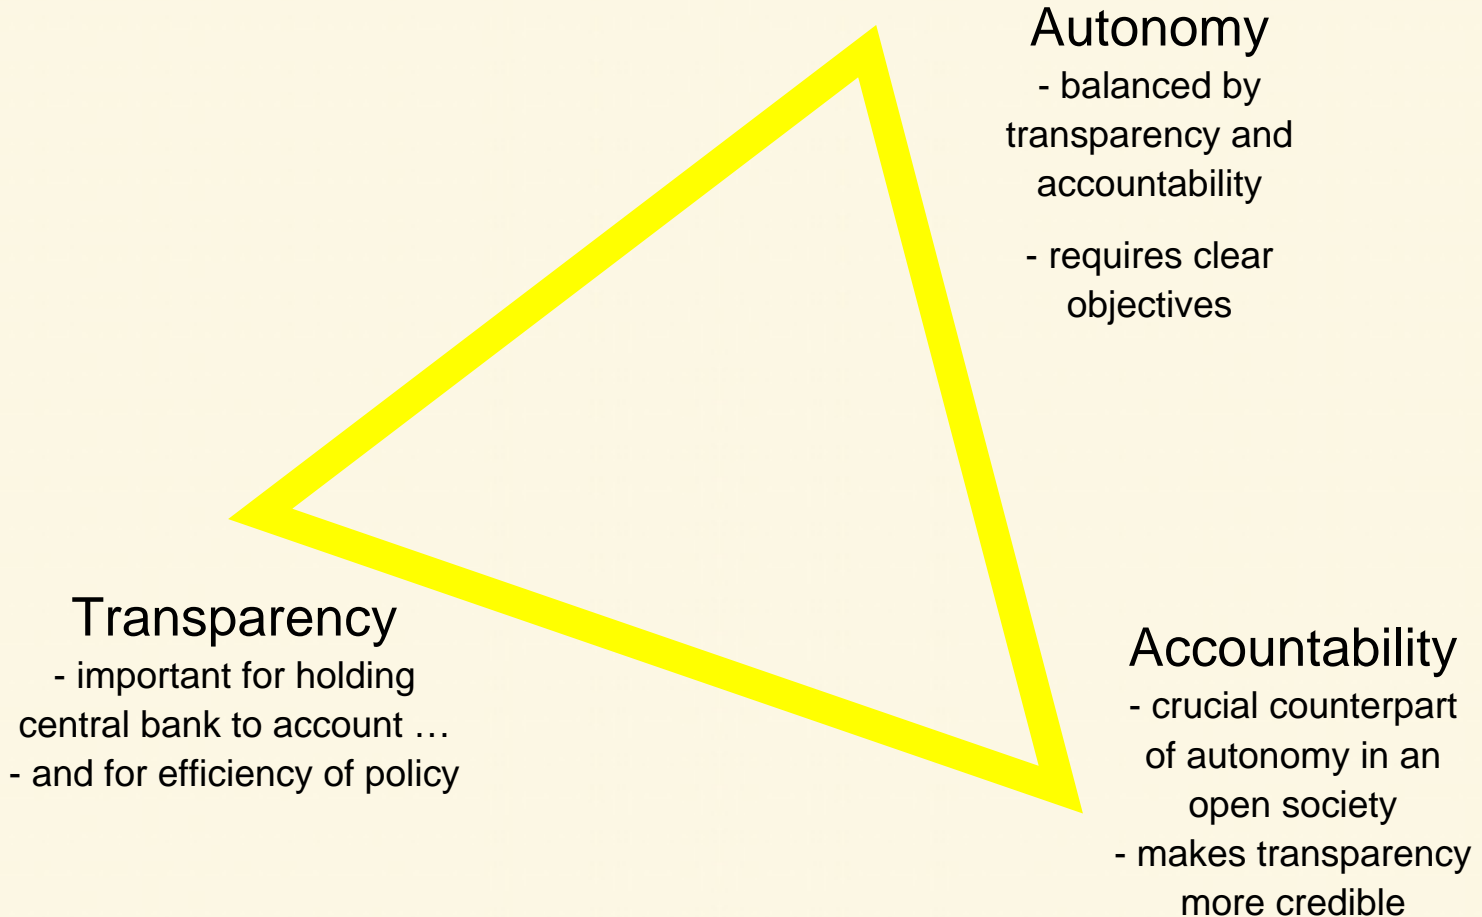 Autonomy
- balanced by
transparency and
accountability
- requires clear
objectives
Transparency
- important for holding
central bank to account …
- and for efficiency of policy
Accountability
- crucial counterpart
of autonomy in an
open society
- makes transparency
more credible